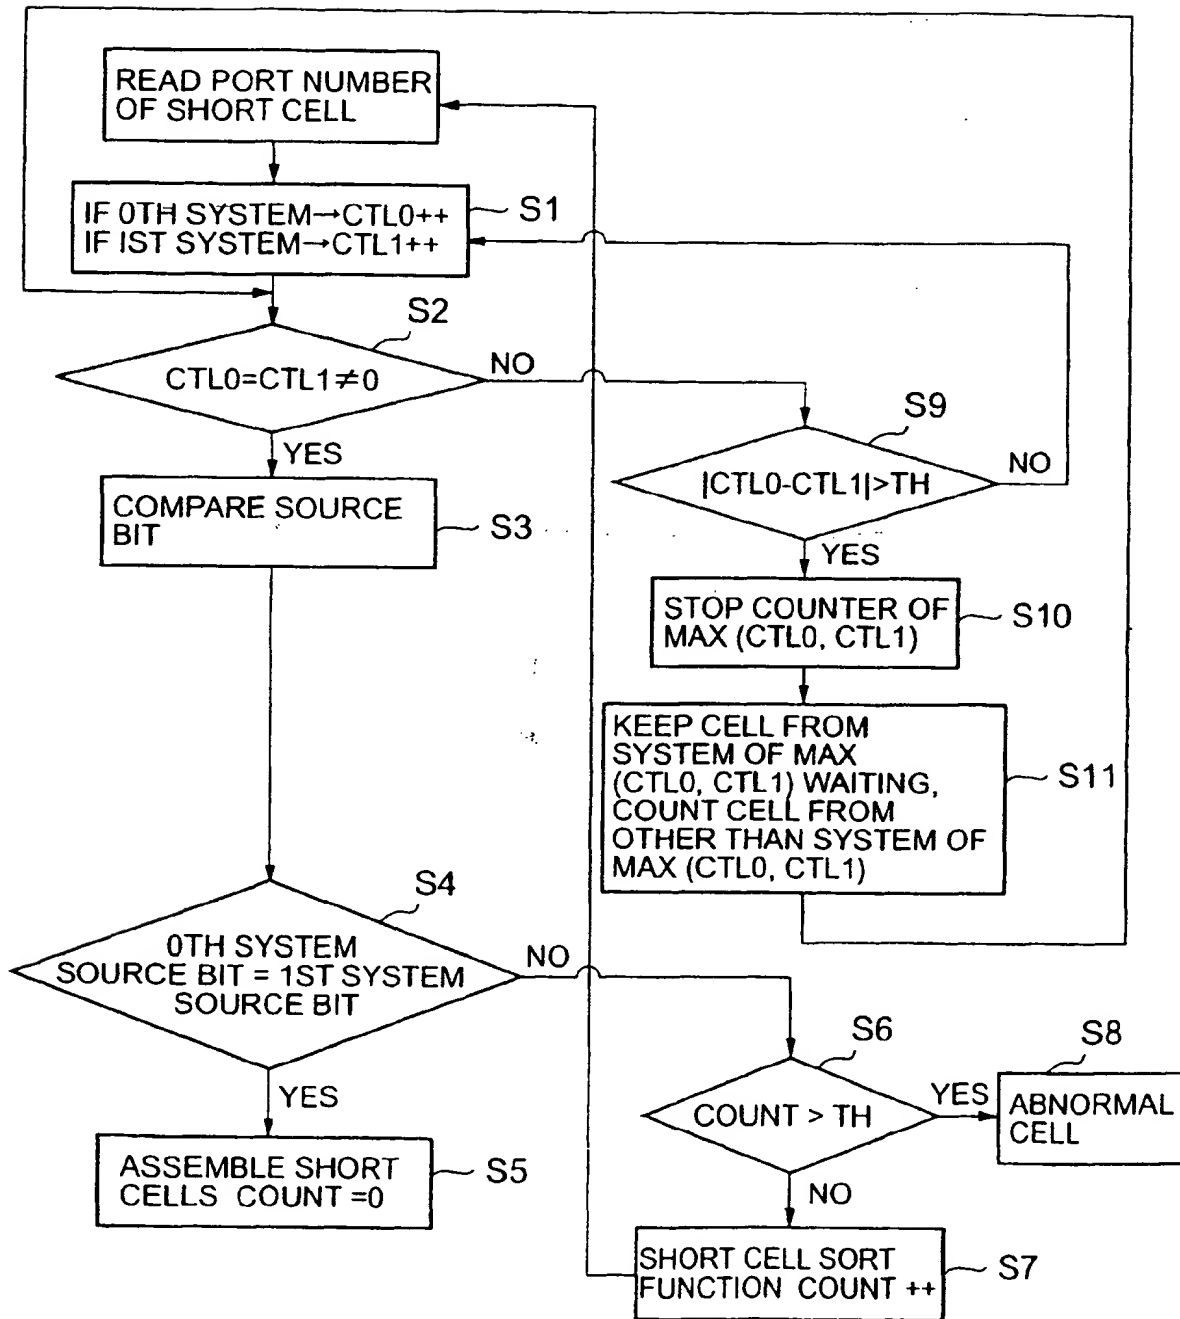 READ PORT NUMBER
OF SHORT CELL
IF 0TH SYSTEM→CTL0++
IF IST SYSTEM→CTL1++
S1
S2
CTL0=CTL1≠0
NO
YES
COMPARE SOURCE
BIT
S3
S9
|CTL0-CTL1|>TH
NO
YES
STOP COUNTER OF
MAX (CTL0, CTL1)
S10
KEEP CELL FROM
SYSTEM OF MAX
(CTL0, CTL1) WAITING,
COUNT CELL FROM
OTHER THAN SYSTEM OF
MAX (CTL0, CTL1)
S11
S4
0TH SYSTEM
SOURCE BIT = 1ST SYSTEM
SOURCE BIT
NO
YES
ASSEMBLE SHORT
CELLS COUNT =0
S5
S6
COUNT > TH
YES
NO
S8
ABNORMAL
CELL
SHORT CELL SORT
FUNCTION COUNT ++
S7